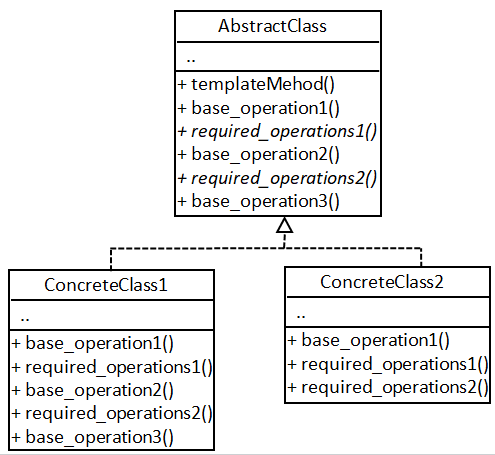 AbstractClass
..
+ templateMehod()
+ base_operation1()
+ required_operations1()
+ base_operation2()
+ required_operations2()
+ base_operation3()
ConcreteClass1
..
+ base_operation1()
+ required_operations1()
+ base_operation2()
+ required_operations2()
+ base_operation3()
ConcreteClass2
..
+ base_operation1()
+ required_operations1()
+ required_operations2()